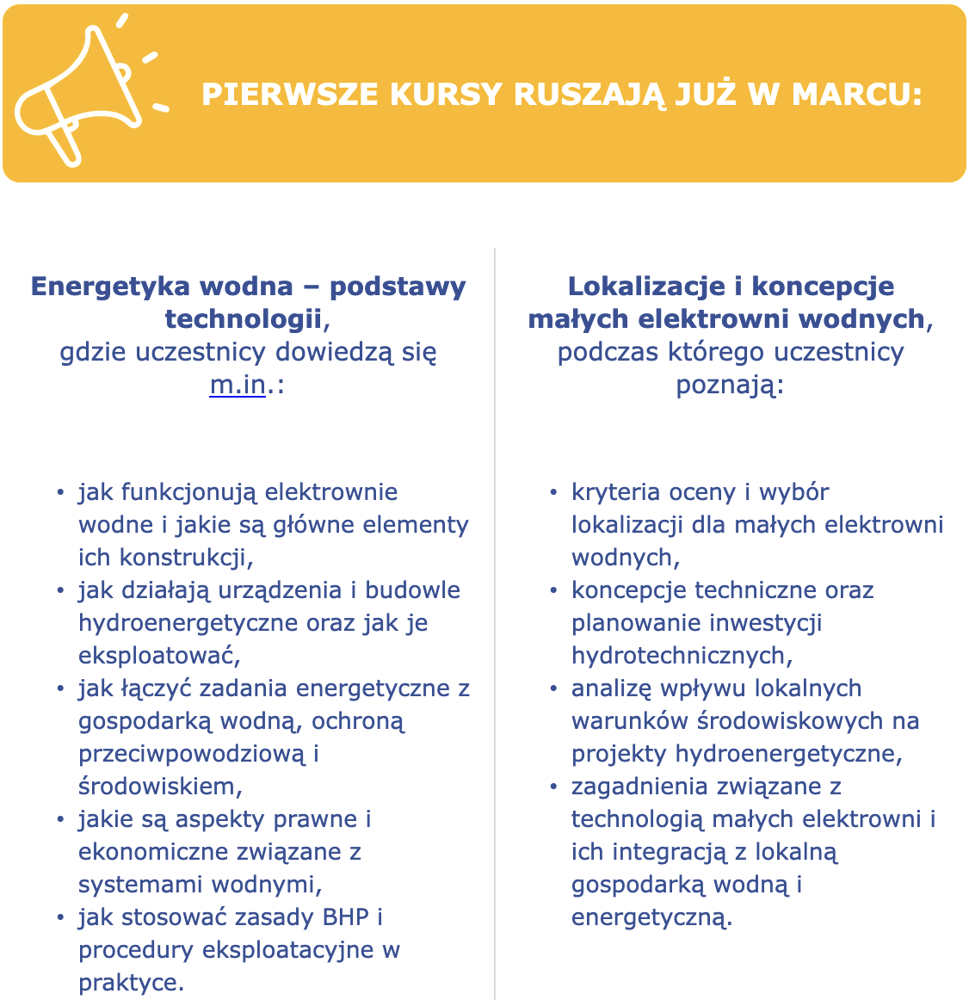 PIERWSZE KURSY RUSZAJĄ JUŻ W MARCU:
Energetyka wodna – podstawy
technologii,
gdzie uczestnicy dowiedzą się
m.in.:
• jak funkcjonują elektrownie
wodne i jakie są główne elementy
ich konstrukcji,
• jak działają urządzenia i budowle
hydroenergetyczne oraz jak je
eksploatować,
• jak łączyć zadania energetyczne z
gospodarką wodną, ochroną
przeciwpowodziową i
środowiskiem,
• jakie są aspekty prawne i
ekonomiczne związane z
systemami wodnymi,
• jak stosować zasady BHP i
procedury eksploatacyjne w
praktyce.
Lokalizacje i koncepcje
małych elektrowni wodnych,
podczas którego uczestnicy
poznają:
• kryteria oceny i wybór
lokalizacji dla małych elektrowni
wodnych,
• koncepcje techniczne oraz
planowanie inwestycji
hydrotechnicznych,
• analizę wpływu lokalnych
warunków środowiskowych na
projekty hydroenergetyczne,
• zagadnienia związane z
technologią małych elektrowni i
ich integracją z lokalną
gospodarką wodną i
energetyczną.